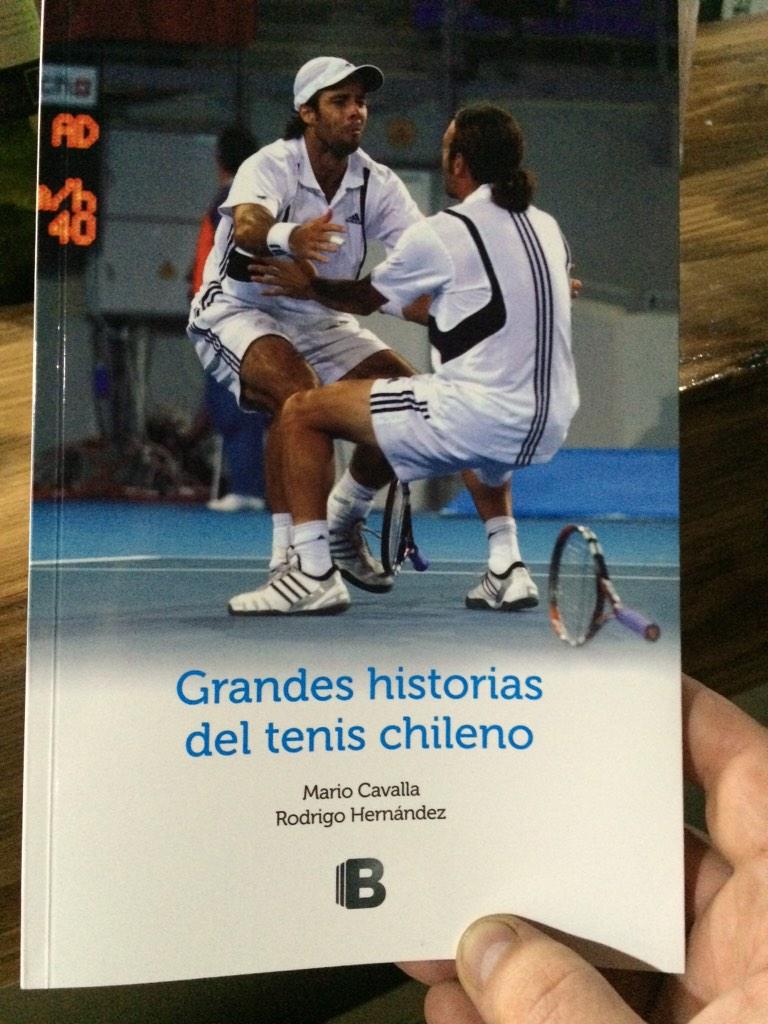 AD
40
Grandes historias
del tenis chileno
Mario Cavalla
Rodrigo Hernández
B